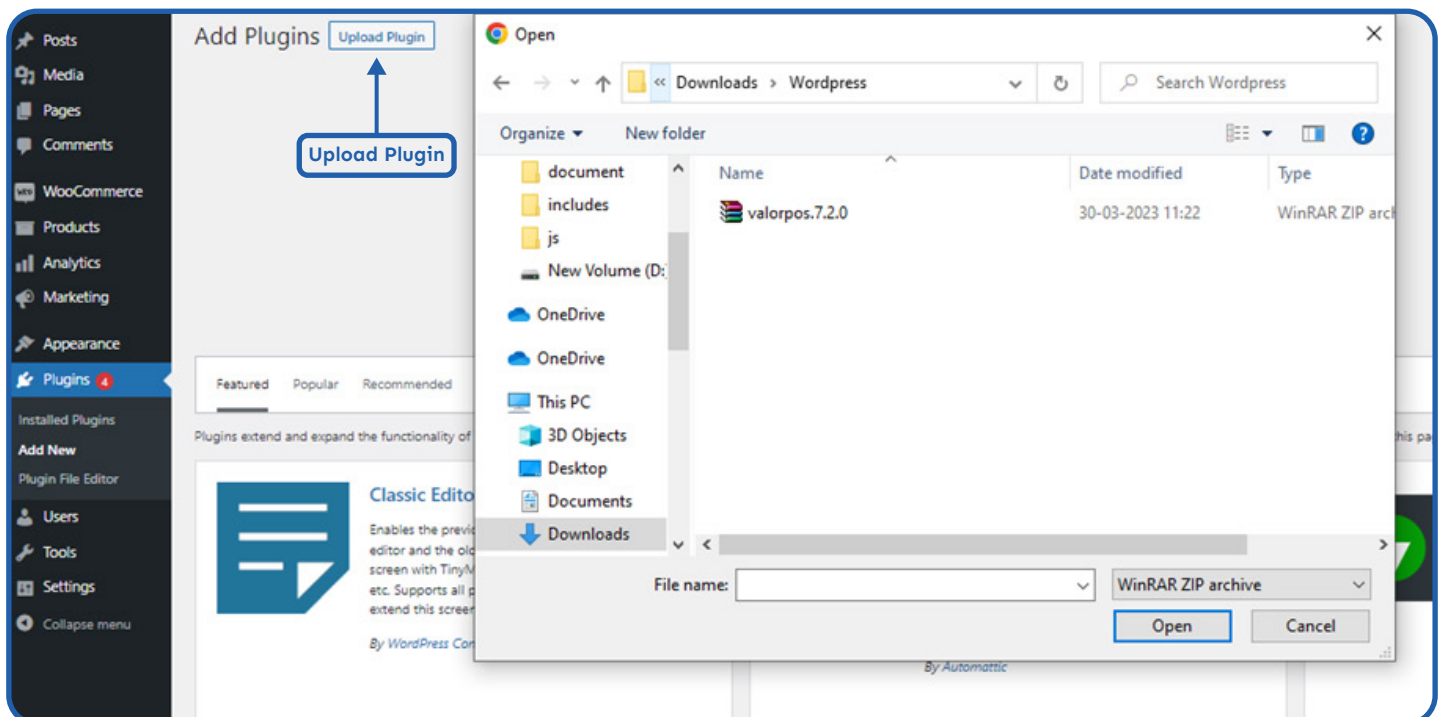 Posts
Media
Pages
Comments
WooCommerce
Products
Analytics
Marketing
Appearance
Plugins 4
Installed Plugins
Add New
Plugin File Editor
Users
Tools
Settings
Collapse menu
Add Plugins Upload Plugin
Upload Plugin
Featured Popular Recommended
Plugins extend and expand the functionality of
his pa
Classic Edito
Enables the previo
editor and the old
screen with TinyM
etc. Supports all p
extend this screen
By WordPress Con
By Automattic
Open
« Downloads › Wordpress
Search Wordpress
Organize New folder
document
includes
js
New Volume (D:
OneDrive
OneDrive
This PC
3D Objects
Desktop
Documents
Downloads
Name Date modified Type
valorpos.7.2.0 30-03-2023 11:22 WinRAR ZIP arch
File name: WinRAR ZIP archive
Open Cancel